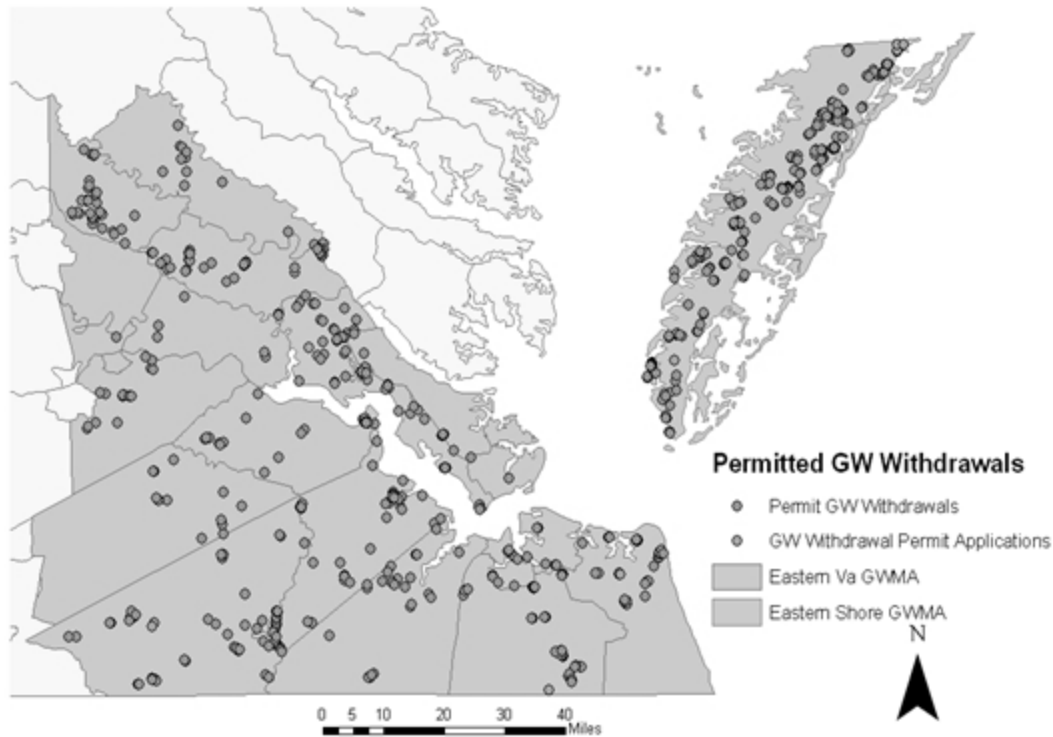 Permitted GW Withdrawals
Permit GW Withdrawals
GW Withdrawal Permit Applications
Eastern Va GWMA
Eastern Shore GWMA
N
0 5 10 20 30 40
Miles